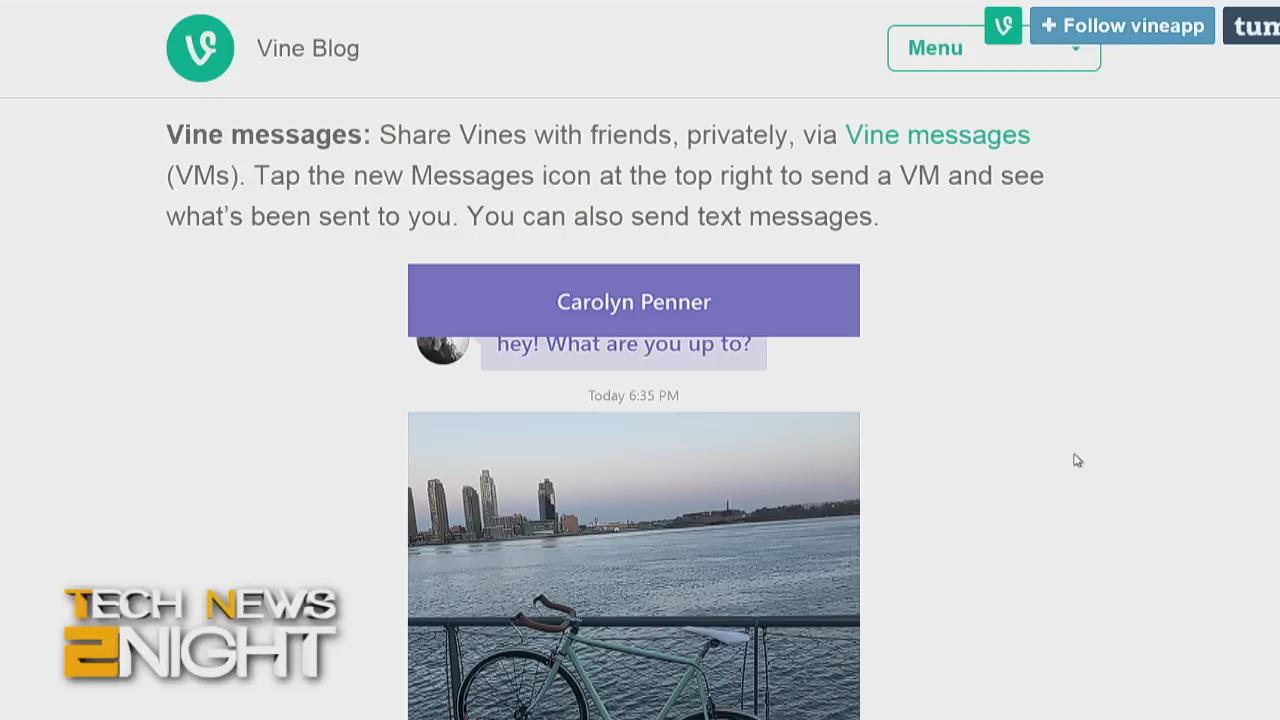 Vine Blog
Menu
+ Follow vineapp
Vine messages: Share Vines with friends, privately, via Vine messages
(VMs). Tap the new Messages icon at the top right to send a VM and see
what’s been sent to you. You can also send text messages.
Carolyn Penner
hey! What are you up to?
Today 6:35 PM
TECH NEWS
2NIGHT